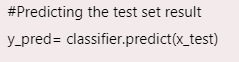 #Predicting the test set result
y_pred= classifier.predict(x_test)